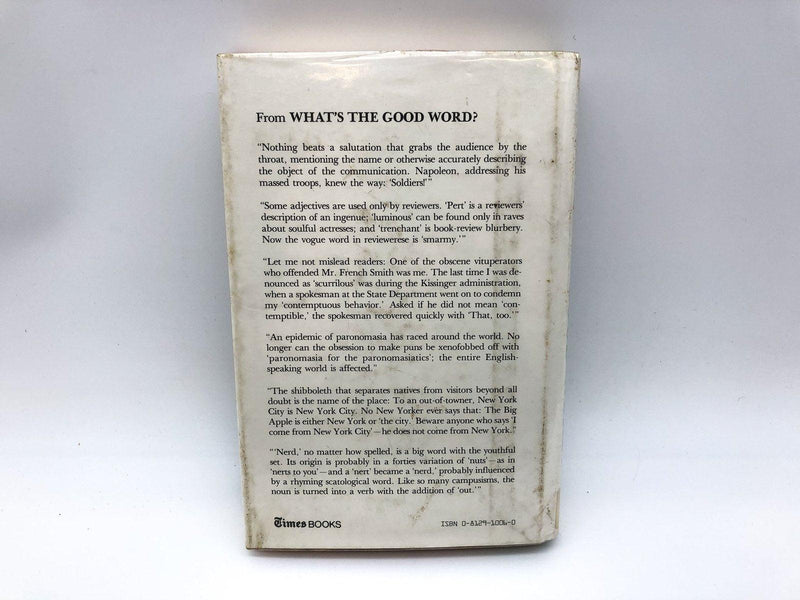 From WHAT'S THE GOOD WORD?
“Nothing beats a salutation that grabs the audience by the
throat, mentioning the name or otherwise accurately describing
the object of the communication. Napoleon, addressing his
massed troops, knew the way: ‘Soldiers!’”
“Some adjectives are used only by reviewers. ‘Pert’ is a reviewers’
description of an ingenue; ‘luminous’ can be found only in raves
about soulful actresses; and ‘trenchant’ is book-review blurbery.
Now the vogue word in reviewerese is ‘smarmy.’”
“Let me not mislead readers: One of the obscene vituperators
who offended Mr. French Smith was me. The last time I was de-
nounced as ‘scurrilous’ was during the Kissinger administration,
when a spokesman at the State Department went on to condemn
my ‘contemptuous behavior.’ Asked if he did not mean ‘con-
temptible,’ the spokesman recovered quickly with ‘That, too.’”
“An epidemic of paronomasia has raced around the world. No
longer can the obsession to make puns be xenofobbed off with
‘paronomasia for the paronomasiatics’; the entire English-
speaking world is affected.”
“The shibboleth that separates natives from visitors beyond all
doubt is the name of the place: To an out-of-towner, New York
City is New York City. No New Yorker ever says that: The Big
Apple is either New York or ‘the city.’ Beware anyone who says ‘I
come from New York City’—he does not come from New York.”
“‘Nerd,’ no matter how spelled, is a big word with the youthful
set. Its origin is probably in a forties variation of ‘nuts’—as in
‘nerts to you’—and a ‘nert’ became a ‘nerd,’ probably influenced
by a rhyming scatological word. Like so many campusisms, the
noun is turned into a verb with the addition of ‘out.’”
Times BOOKS
ISBN 0-8129-1006-0